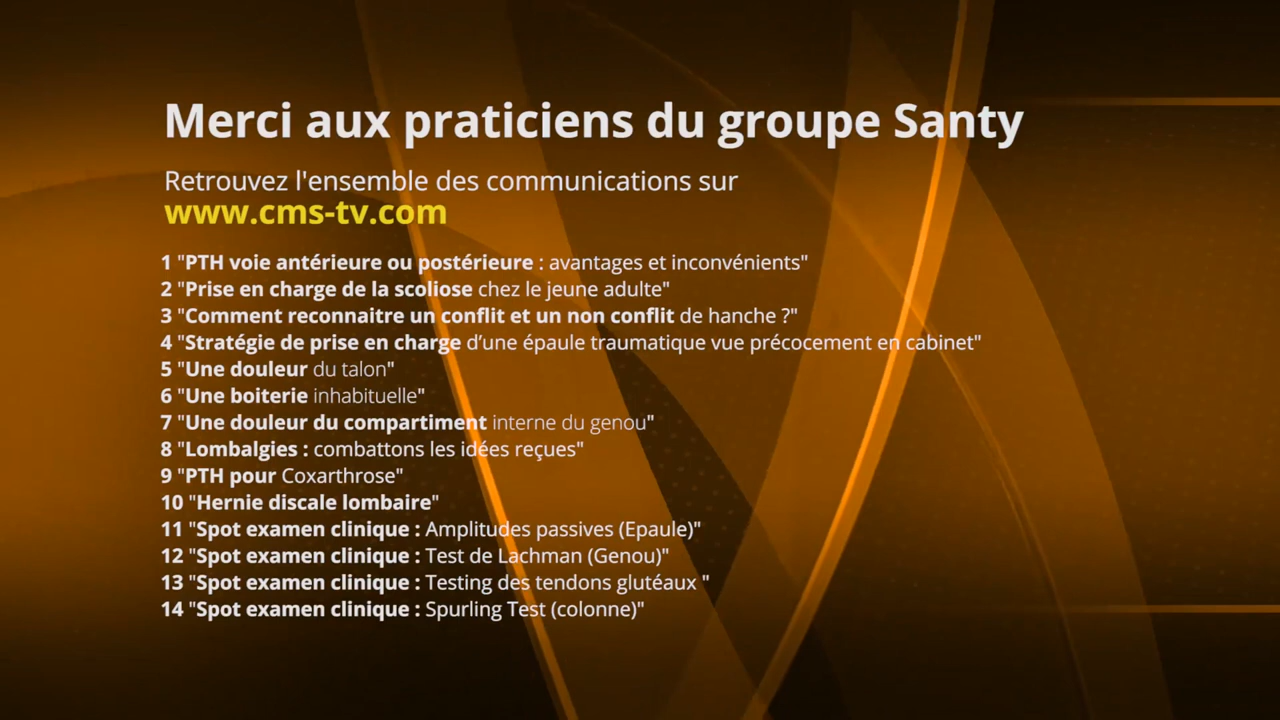 Merci aux praticiens du groupe Santy
Retrouvez l'ensemble des communications sur
www.cms-tv.com
1 "PTH voie antérieure ou postérieure : avantages et inconvénients"
2 "Prise en charge de la scoliose chez le jeune adulte"
3 "Comment reconnaitre un conflit et un non conflit de hanche ?"
4 "Stratégie de prise en charge d’une épaule traumatique vue précocement en cabinet"
5 "Une douleur du talon"
6 "Une boiterie inhabituelle"
7 "Une douleur du compartiment interne du genou"
8 "Lombalgies : combattons les idées reçues"
9 "PTH pour Coxarthrose"
10 "Hernie discale lombaire"
11 "Spot examen clinique : Amplitudes passives (Epaule)"
12 "Spot examen clinique : Test de Lachman (Genou)"
13 "Spot examen clinique : Testing des tendons glutéaux "
14 "Spot examen clinique : Spurling Test (colonne)"